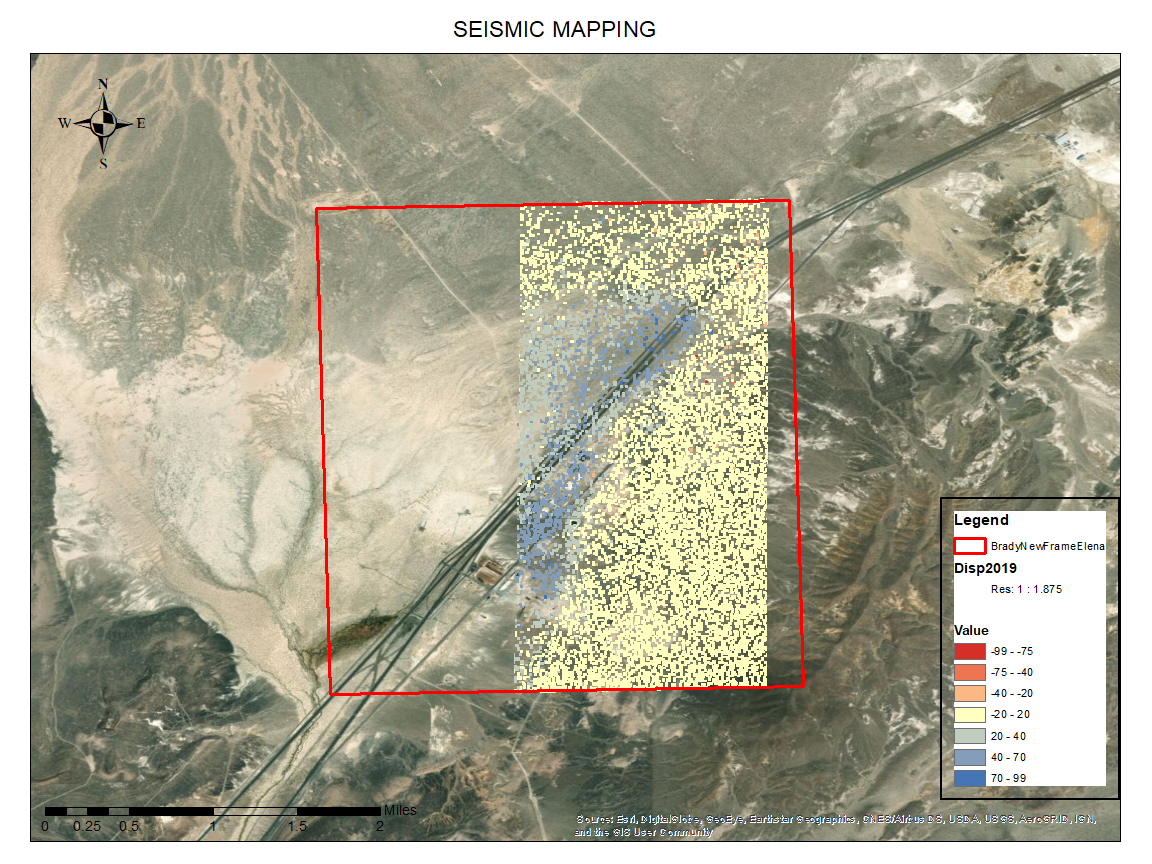 SEISMIC MAPPING
N
W E
S
Legend
BradyNewFrameElena
Disp2019
Res: 1 : 1.875
Value
-99 - -75
-75 - -40
-40 - -20
-20 - 20
20 - 40
40 - 70
70 - 99
Miles
0 0.25 0.5 1 1.5 2
Source: Esri, DigitalGlobe, GeoEye, Earthstar Geographics, CNES/Airbus DS, USDA, USGS, AeroGRID, IGN,
and the GIS User Community